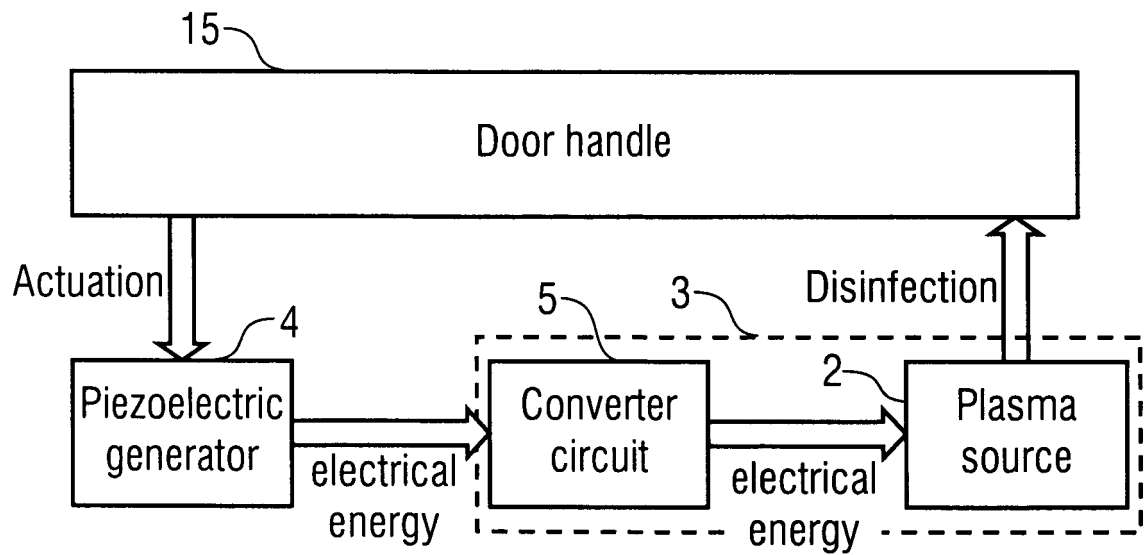 15
Door handle
Actuation
Disinfection
4
5
3
2
Piezoelectric
generator
Converter
circuit
Plasma
source
electrical
energy
electrical
energy